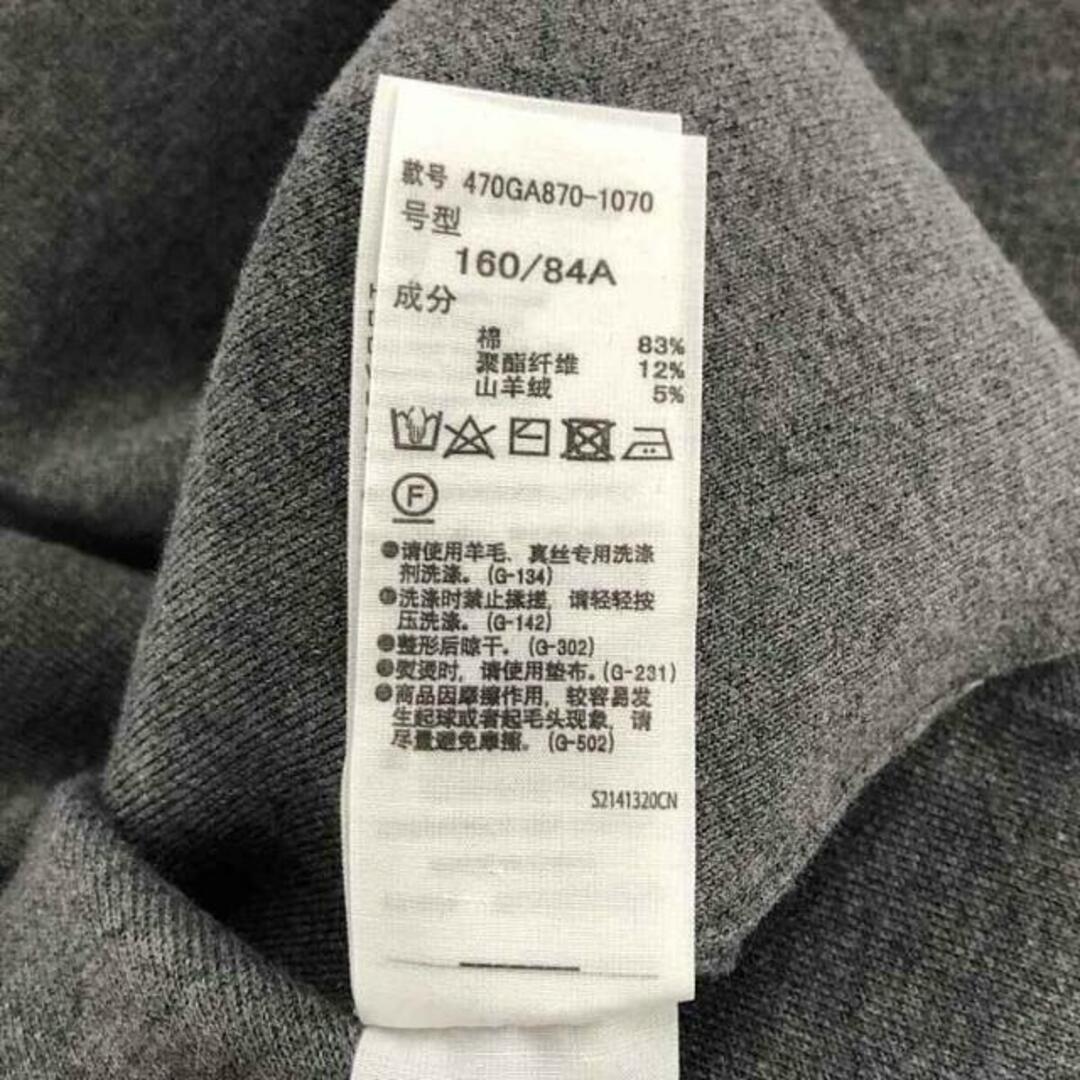 款号 470GA870-1070
号型
160/84A
成分
棉 83%
聚酯纤维 12%
山羊绒 5%
F
●请使用羊毛、真丝专用洗涤
剂洗涤。(G-134)
●洗涤时禁止揉搓，请轻轻按
压洗涤。(G-142)
●整形后晾干。(G-302)
●熨烫时，请使用垫布。(G-231)
●商品因摩擦作用，较容易发
生起球或者起毛头现象，请
尽量避免摩擦。(G-502)
S2141320CN